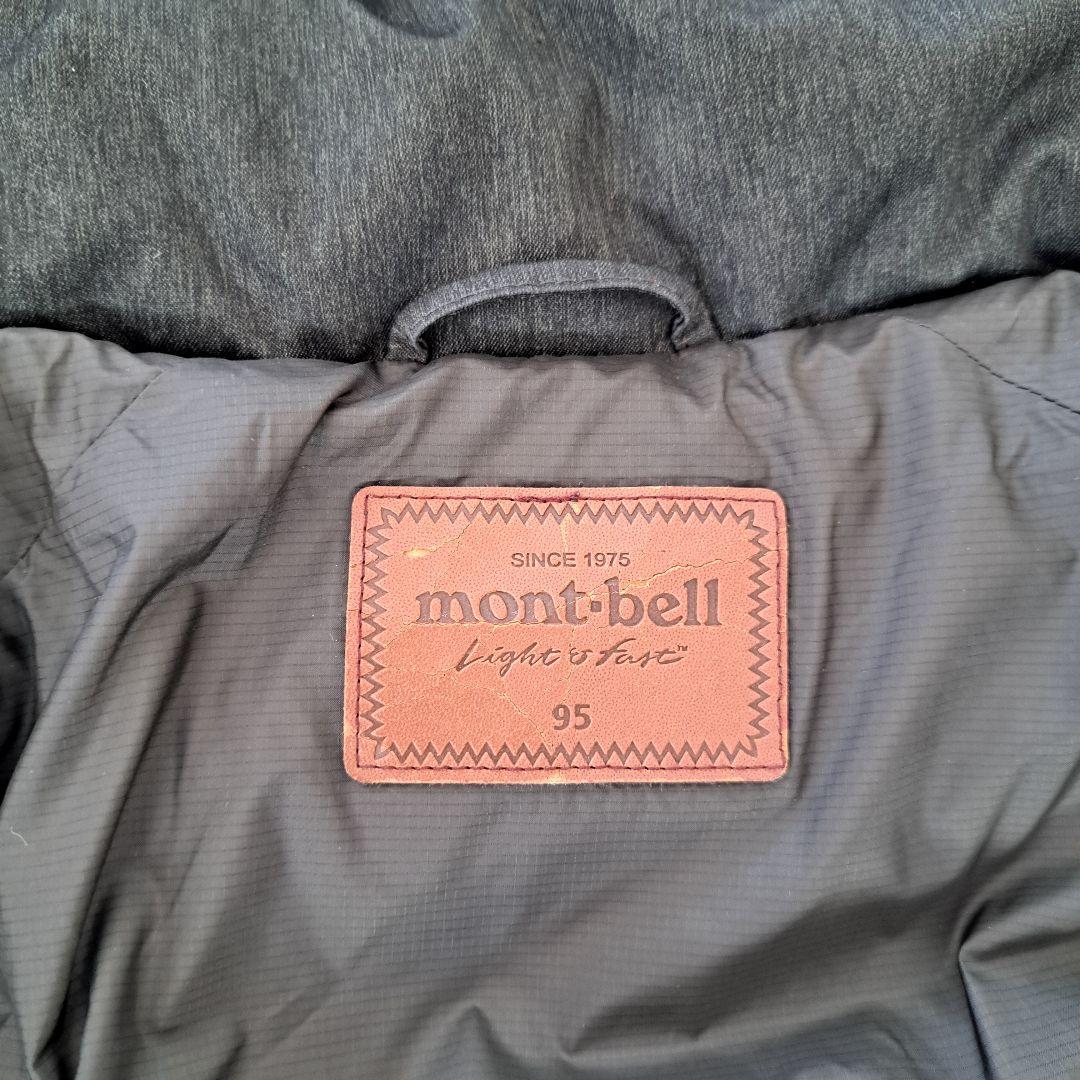 SINCE 1975
mont-bell
Light & Fast™
95